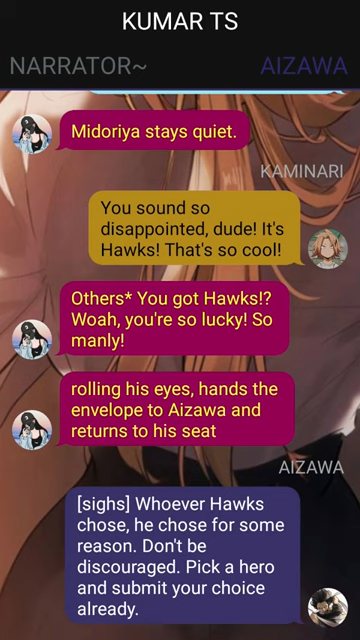 KUMAR TS
NARRATOR~ AIZAWA
Midoriya stays quiet.
KAMINARI
You sound so
disappointed, dude! It's
Hawks! That's so cool!
Others* You got Hawks!?
Woah, you're so lucky! So
manly!
rolling his eyes, hands the
envelope to Aizawa and
returns to his seat
AIZAWA
[sighs] Whoever Hawks
chose, he chose for some
reason. Don't be
discouraged. Pick a hero
and submit your choice
already.